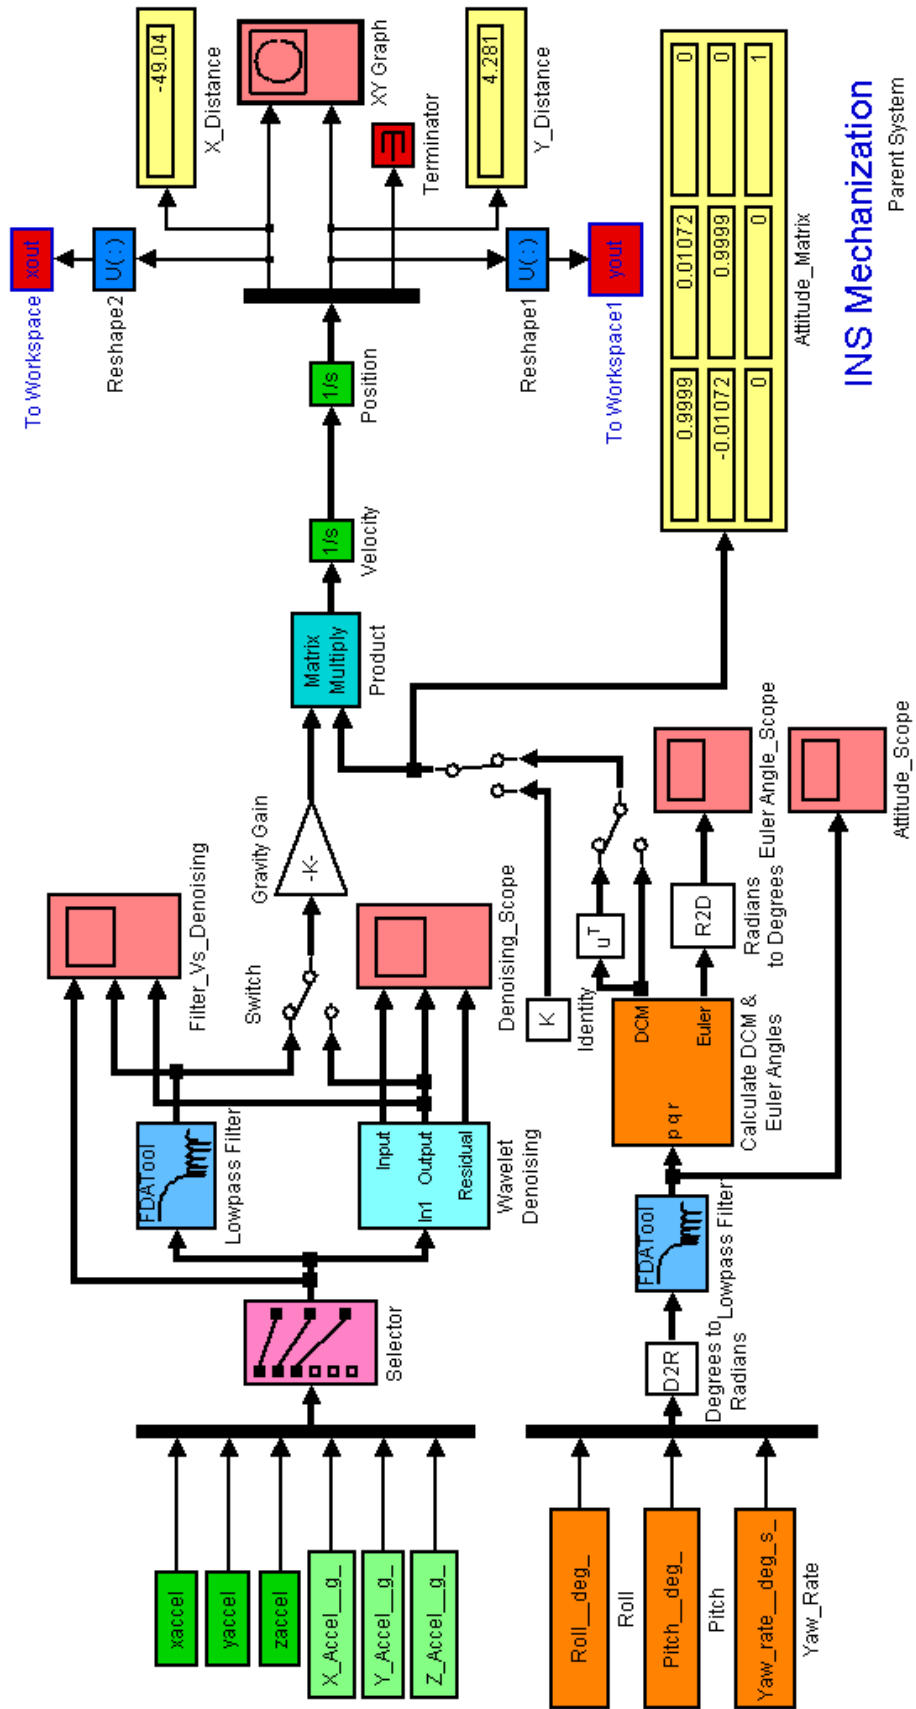 xaccel
yaccel
zaccel
X_Accel__g_
Y_Accel__g_
Z_Accel__g_
Selector
FDATool
Lowpass Filter
In1
Input
Output
Residual
Wavelet
Denoising
Filter_Vs_Denoising
Switch
Denoising_Scope
-K-
Gravity Gain
Matrix
Multiply
Product
1/s
Velocity
1/s
Position
To Workspace
xout
U(:)
Reshape2
-49.04
X_Distance
XY Graph
Terminator
4.281
Y_Distance
U(:)
Reshape1
yout
To Workspace1
Roll__deg_
Roll
Pitch__deg_
Pitch
Yaw_rate__deg_s_
Yaw_Rate
D2R
Degrees to
Radians
FDATool
Lowpass Filter
p q r
DCM
Euler
Calculate DCM &
Euler Angles
K
Identity
uT
R2D
Radians
to Degrees
Euler Angle_Scope
Attitude_Scope
0.9999
0.01072
0
-0.01072
0.9999
0
0
0
1
Attitude_Matrix
INS Mechanization
Parent System